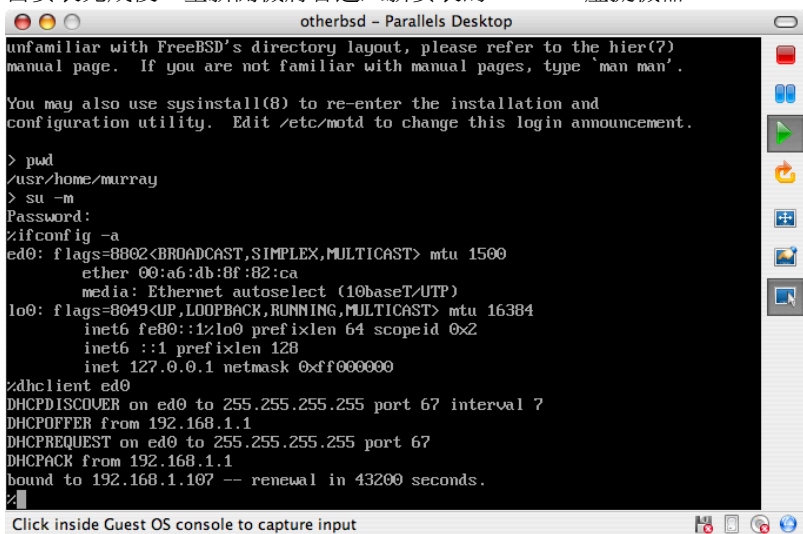 otherbsd – Parallels Desktop
unfamiliar with FreeBSD's directory layout, please refer to the hier(7)
manual page.  If you are not familiar with manual pages, type `man man'.
You may also use sysinstall(8) to re-enter the installation and
configuration utility.  Edit /etc/motd to change this login announcement.
> pwd
/usr/home/murray
> su -m
Password:
%ifconfig -a
ed0: flags=8802<BROADCAST,SIMPLEX,MULTICAST> mtu 1500
ether 00:a6:db:8f:82:ca
media: Ethernet autoselect (10baseT/UTP)
lo0: flags=8049<UP,LOOPBACK,RUNNING,MULTICAST> mtu 16384
inet6 fe80::1%lo0 prefixlen 64 scopeid 0x2
inet6 ::1 prefixlen 128
inet 127.0.0.1 netmask 0xff000000
%dhclient ed0
DHCPDISCOVER on ed0 to 255.255.255.255 port 67 interval 7
DHCPOFFER from 192.168.1.1
DHCPREQUEST on ed0 to 255.255.255.255 port 67
DHCPACK from 192.168.1.1
bound to 192.168.1.107 -- renewal in 43200 seconds.
%
Click inside Guest OS console to capture input